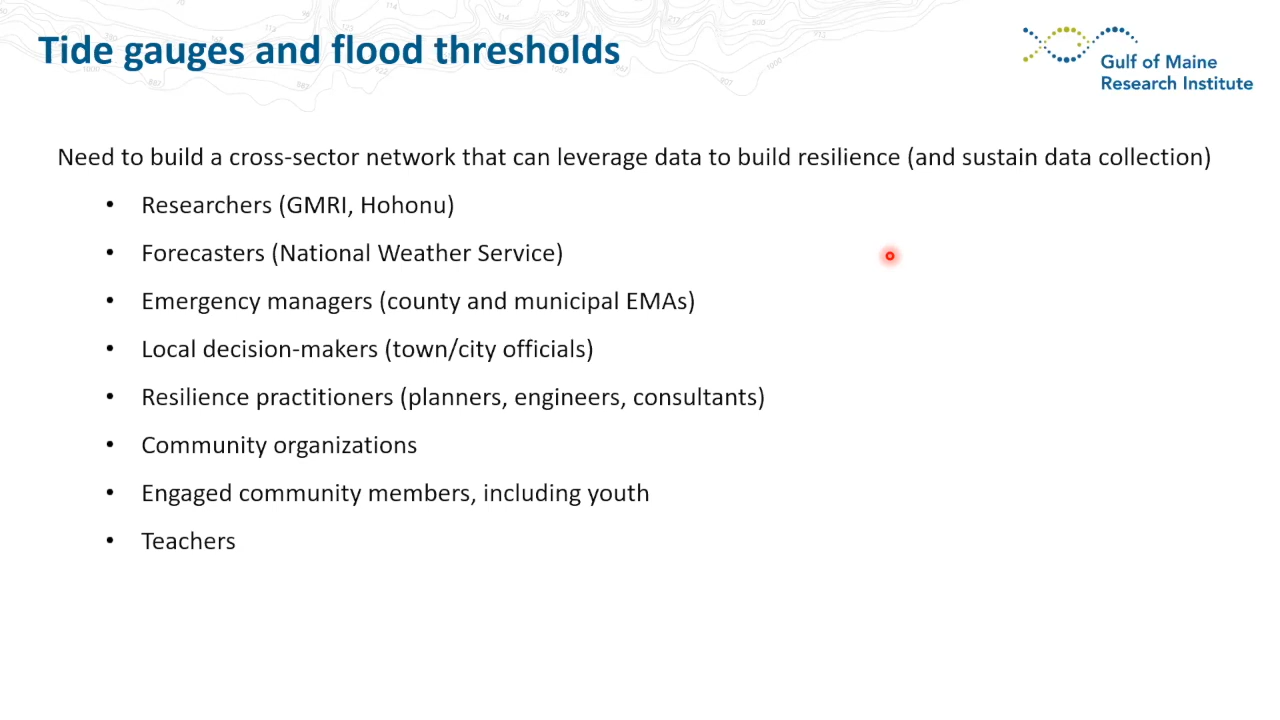 Tide gauges and flood thresholds
Gulf of Maine
Research Institute
Need to build a cross-sector network that can leverage data to build resilience (and sustain data collection)
• Researchers (GMRI, Hohonu)
• Forecasters (National Weather Service)
• Emergency managers (county and municipal EMAs)
• Local decision-makers (town/city officials)
• Resilience practitioners (planners, engineers, consultants)
• Community organizations
• Engaged community members, including youth
• Teachers